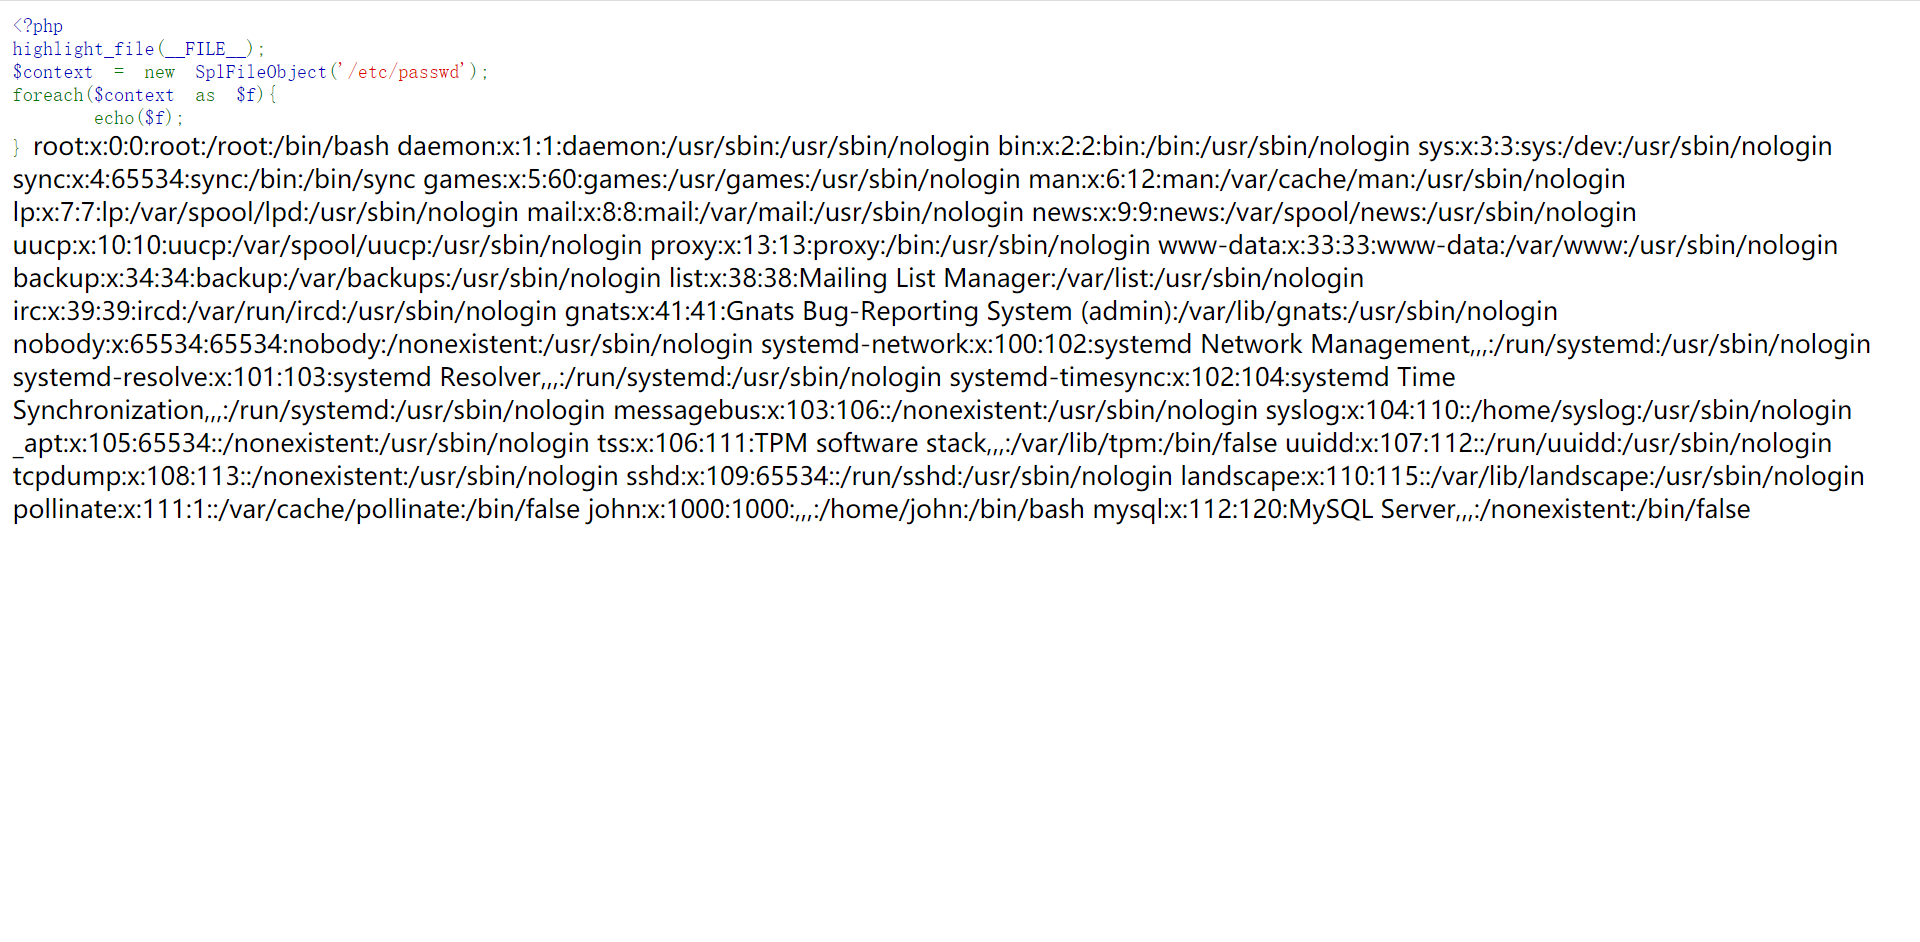 <?php
highlight_file(__FILE__);
$context = new SplFileObject('/etc/passwd');
foreach($context as $f){
        echo($f);
} root:x:0:0:root:/root:/bin/bash daemon:x:1:1:daemon:/usr/sbin:/usr/sbin/nologin bin:x:2:2:bin:/bin:/usr/sbin/nologin sys:x:3:3:sys:/dev:/usr/sbin/nologin
sync:x:4:65534:sync:/bin:/bin/sync games:x:5:60:games:/usr/games:/usr/sbin/nologin man:x:6:12:man:/var/cache/man:/usr/sbin/nologin
lp:x:7:7:lp:/var/spool/lpd:/usr/sbin/nologin mail:x:8:8:mail:/var/mail:/usr/sbin/nologin news:x:9:9:news:/var/spool/news:/usr/sbin/nologin
uucp:x:10:10:uucp:/var/spool/uucp:/usr/sbin/nologin proxy:x:13:13:proxy:/bin:/usr/sbin/nologin www-data:x:33:33:www-data:/var/www:/usr/sbin/nologin
backup:x:34:34:backup:/var/backups:/usr/sbin/nologin list:x:38:38:Mailing List Manager:/var/list:/usr/sbin/nologin
irc:x:39:39:ircd:/var/run/ircd:/usr/sbin/nologin gnats:x:41:41:Gnats Bug-Reporting System (admin):/var/lib/gnats:/usr/sbin/nologin
nobody:x:65534:65534:nobody:/nonexistent:/usr/sbin/nologin systemd-network:x:100:102:systemd Network Management,,,:/run/systemd:/usr/sbin/nologin
systemd-resolve:x:101:103:systemd Resolver,,,:/run/systemd:/usr/sbin/nologin systemd-timesync:x:102:104:systemd Time
Synchronization,,,:/run/systemd:/usr/sbin/nologin messagebus:x:103:106::/nonexistent:/usr/sbin/nologin syslog:x:104:110::/home/syslog:/usr/sbin/nologin
_apt:x:105:65534::/nonexistent:/usr/sbin/nologin tss:x:106:111:TPM software stack,,,:/var/lib/tpm:/bin/false uuidd:x:107:112::/run/uuidd:/usr/sbin/nologin
tcpdump:x:108:113::/nonexistent:/usr/sbin/nologin sshd:x:109:65534::/run/sshd:/usr/sbin/nologin landscape:x:110:115::/var/lib/landscape:/usr/sbin/nologin
pollinate:x:111:1::/var/cache/pollinate:/bin/false john:x:1000:1000:,,,:/home/john:/bin/bash mysql:x:112:120:MySQL Server,,,:/nonexistent:/bin/false